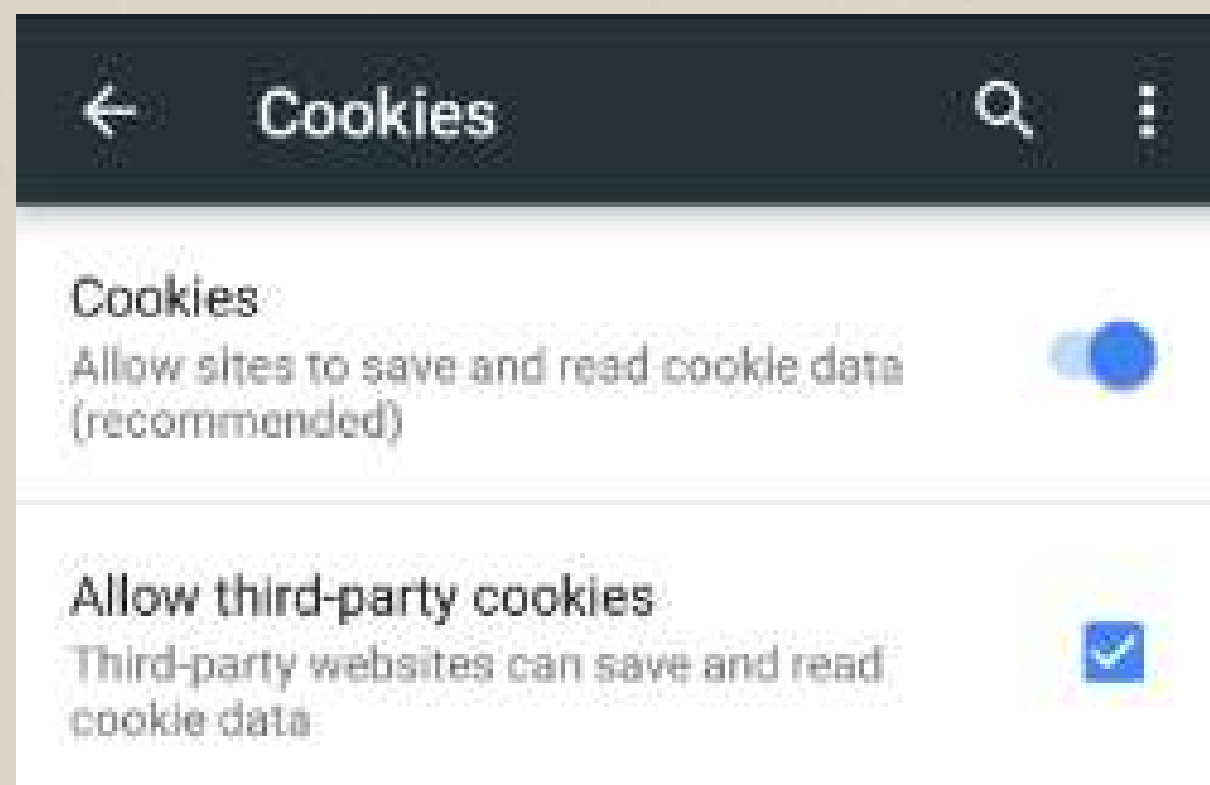 Cookies
Cookies
Allow sites to save and read cookie data
(recommended)
Allow third-party cookies
Third-party websites can save and read
cookie data